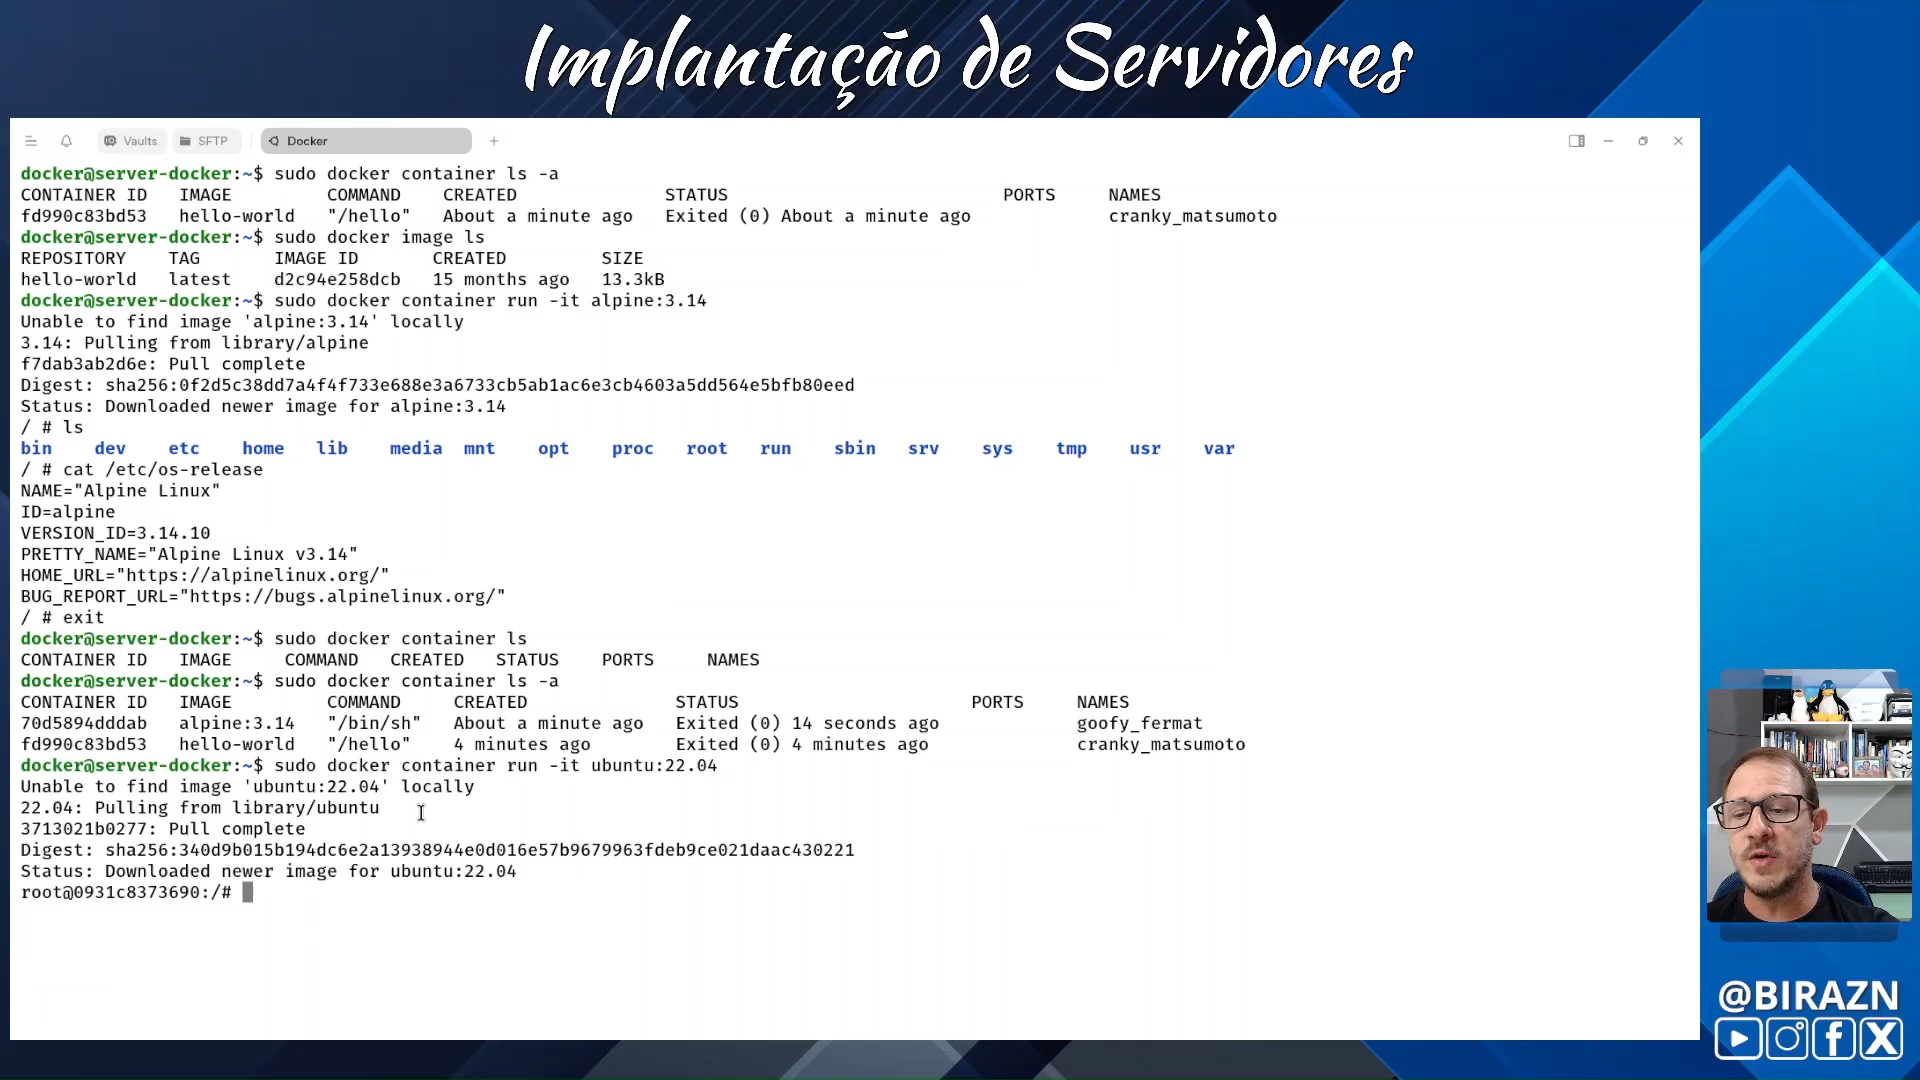 Implantação de Servidores
Vaults
SFTP
Docker
docker@server-docker:~$ sudo docker container ls -a
CONTAINER ID   IMAGE         COMMAND    CREATED              STATUS                          PORTS     NAMES
fd990c83bd53   hello-world   "/hello"   About a minute ago   Exited (0) About a minute ago             cranky_matsumoto
docker@server-docker:~$ sudo docker image ls
REPOSITORY    TAG       IMAGE ID       CREATED         SIZE
hello-world   latest    d2c94e258dcb   15 months ago   13.3kB
docker@server-docker:~$ sudo docker container run -it alpine:3.14
Unable to find image 'alpine:3.14' locally
3.14: Pulling from library/alpine
f7dab3ab2d6e: Pull complete
Digest: sha256:0f2d5c38dd7a4f4f733e688e3a6733cb5ab1ac6e3cb4603a5dd564e5bfb80eed
Status: Downloaded newer image for alpine:3.14
/ # ls
bin    dev    etc    home   lib    media  mnt    opt    proc   root   run    sbin   srv    sys    tmp    usr    var
/ # cat /etc/os-release
NAME="Alpine Linux"
ID=alpine
VERSION_ID=3.14.10
PRETTY_NAME="Alpine Linux v3.14"
HOME_URL="https://alpinelinux.org/"
BUG_REPORT_URL="https://bugs.alpinelinux.org/"
/ # exit
docker@server-docker:~$ sudo docker container ls
CONTAINER ID   IMAGE     COMMAND   CREATED   STATUS    PORTS     NAMES
docker@server-docker:~$ sudo docker container ls -a
CONTAINER ID   IMAGE         COMMAND     CREATED              STATUS                      PORTS     NAMES
70d5894dddab   alpine:3.14   "/bin/sh"   About a minute ago   Exited (0) 14 seconds ago             goofy_fermat
fd990c83bd53   hello-world   "/hello"    4 minutes ago        Exited (0) 4 minutes ago              cranky_matsumoto
docker@server-docker:~$ sudo docker container run -it ubuntu:22.04
Unable to find image 'ubuntu:22.04' locally
22.04: Pulling from library/ubuntu
3713021b0277: Pull complete
Digest: sha256:340d9b015b194dc6e2a13938944e0d016e57b9679963fdeb9ce021daac430221
Status: Downloaded newer image for ubuntu:22.04
root@0931c8373690:/#
@BIRAZN